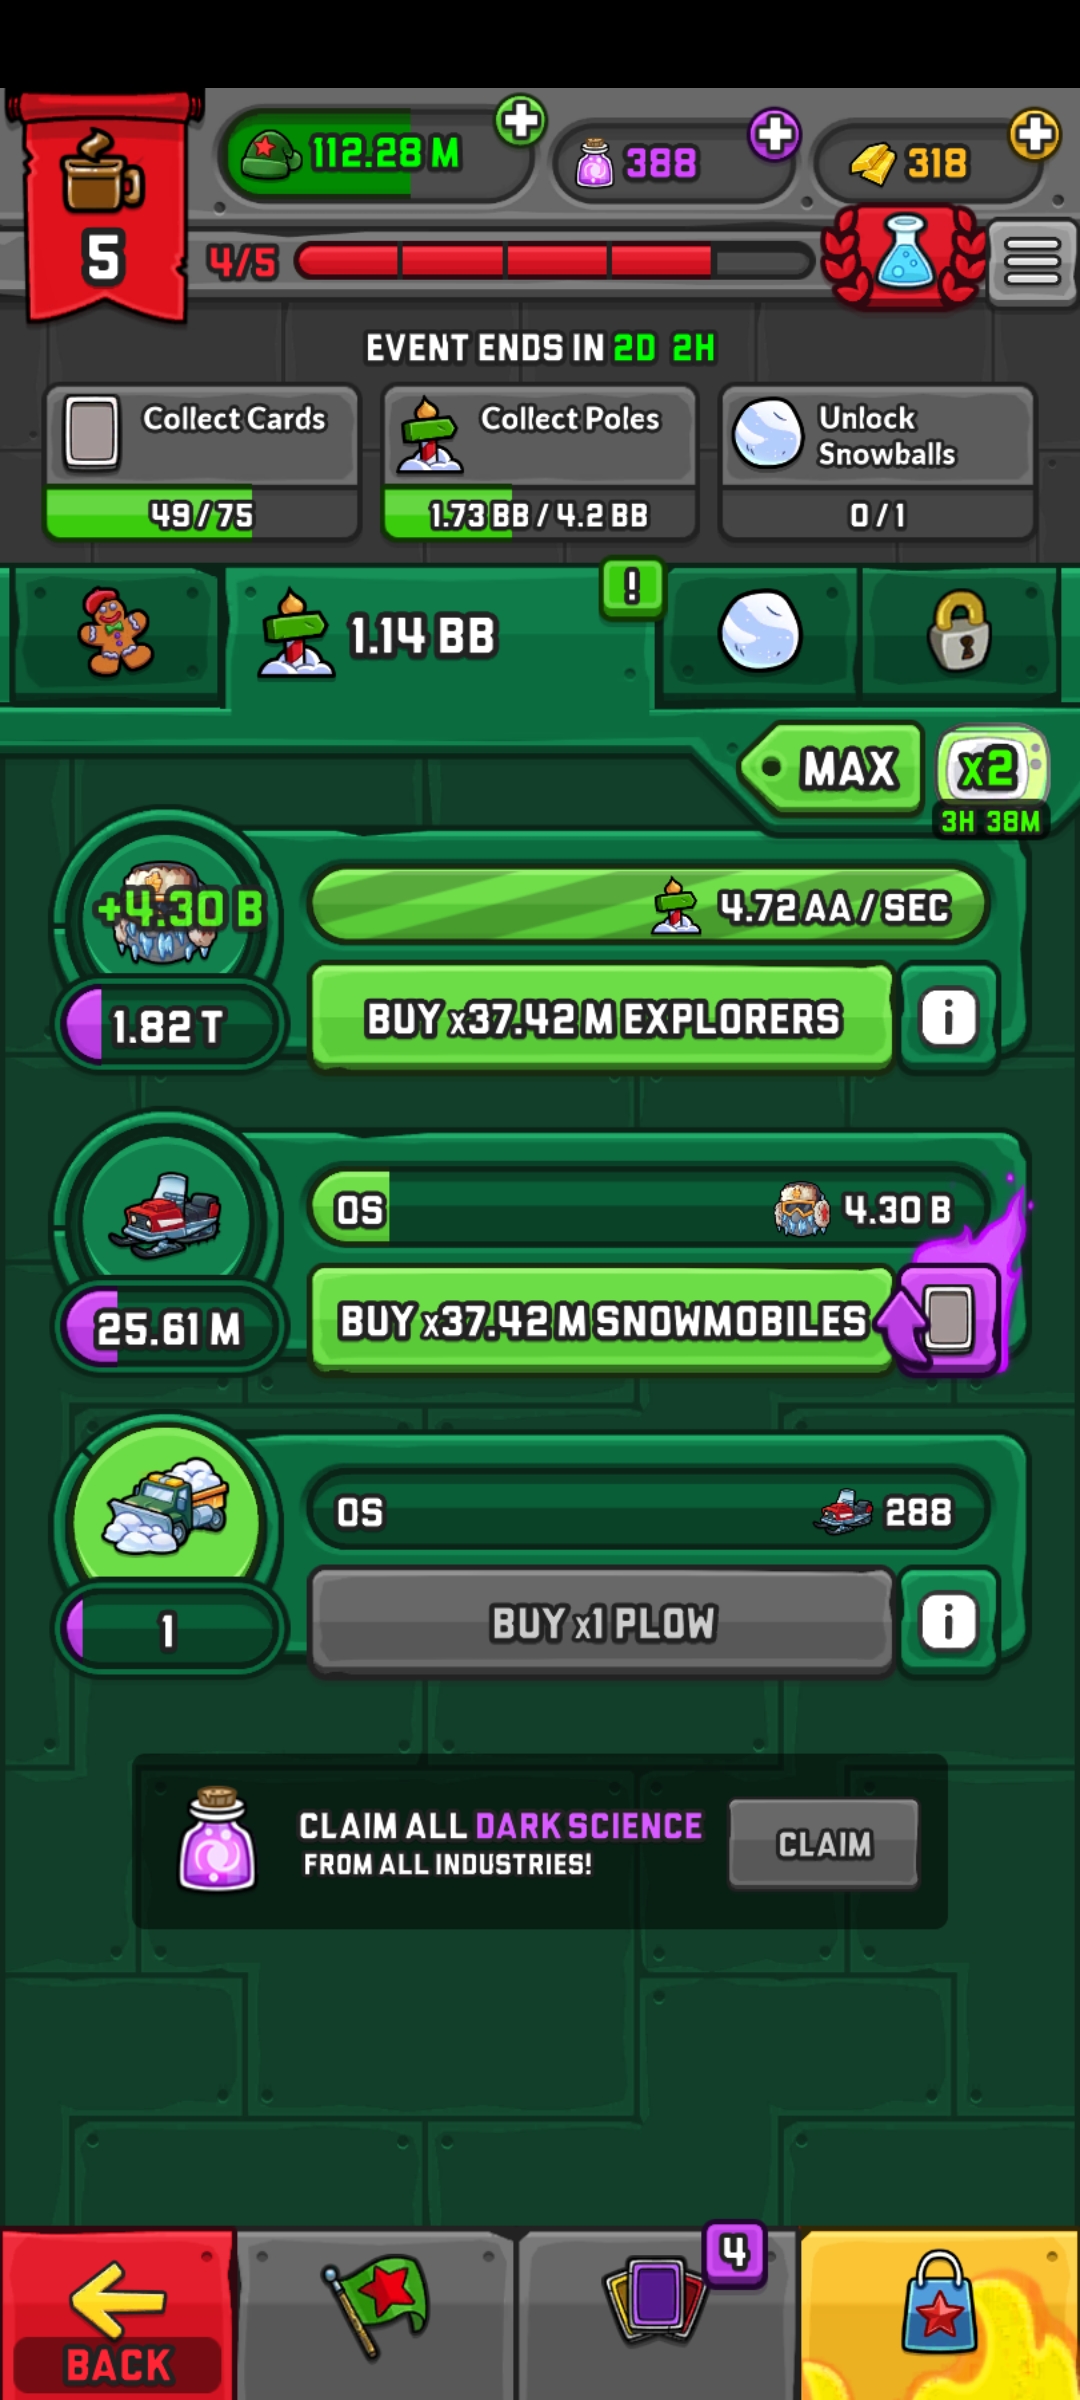 112.28 M
388
318
5
4/5
EVENT ENDS IN 2D 2H
Collect Cards
49/75
Collect Poles
1.73 BB / 4.2 BB
Unlock
Snowballs
0/1
1.14 BB
!
MAX
x2
3H 38M
+4.30 B
4.72 AA / SEC
1.82 T
BUY x37.42 M EXPLORERS
i
0S
4.30 B
25.61 M
BUY x37.42 M SNOWMOBILES
0S
288
1
BUY x1 PLOW
i
CLAIM ALL DARK SCIENCE
FROM ALL INDUSTRIES!
CLAIM
4
BACK